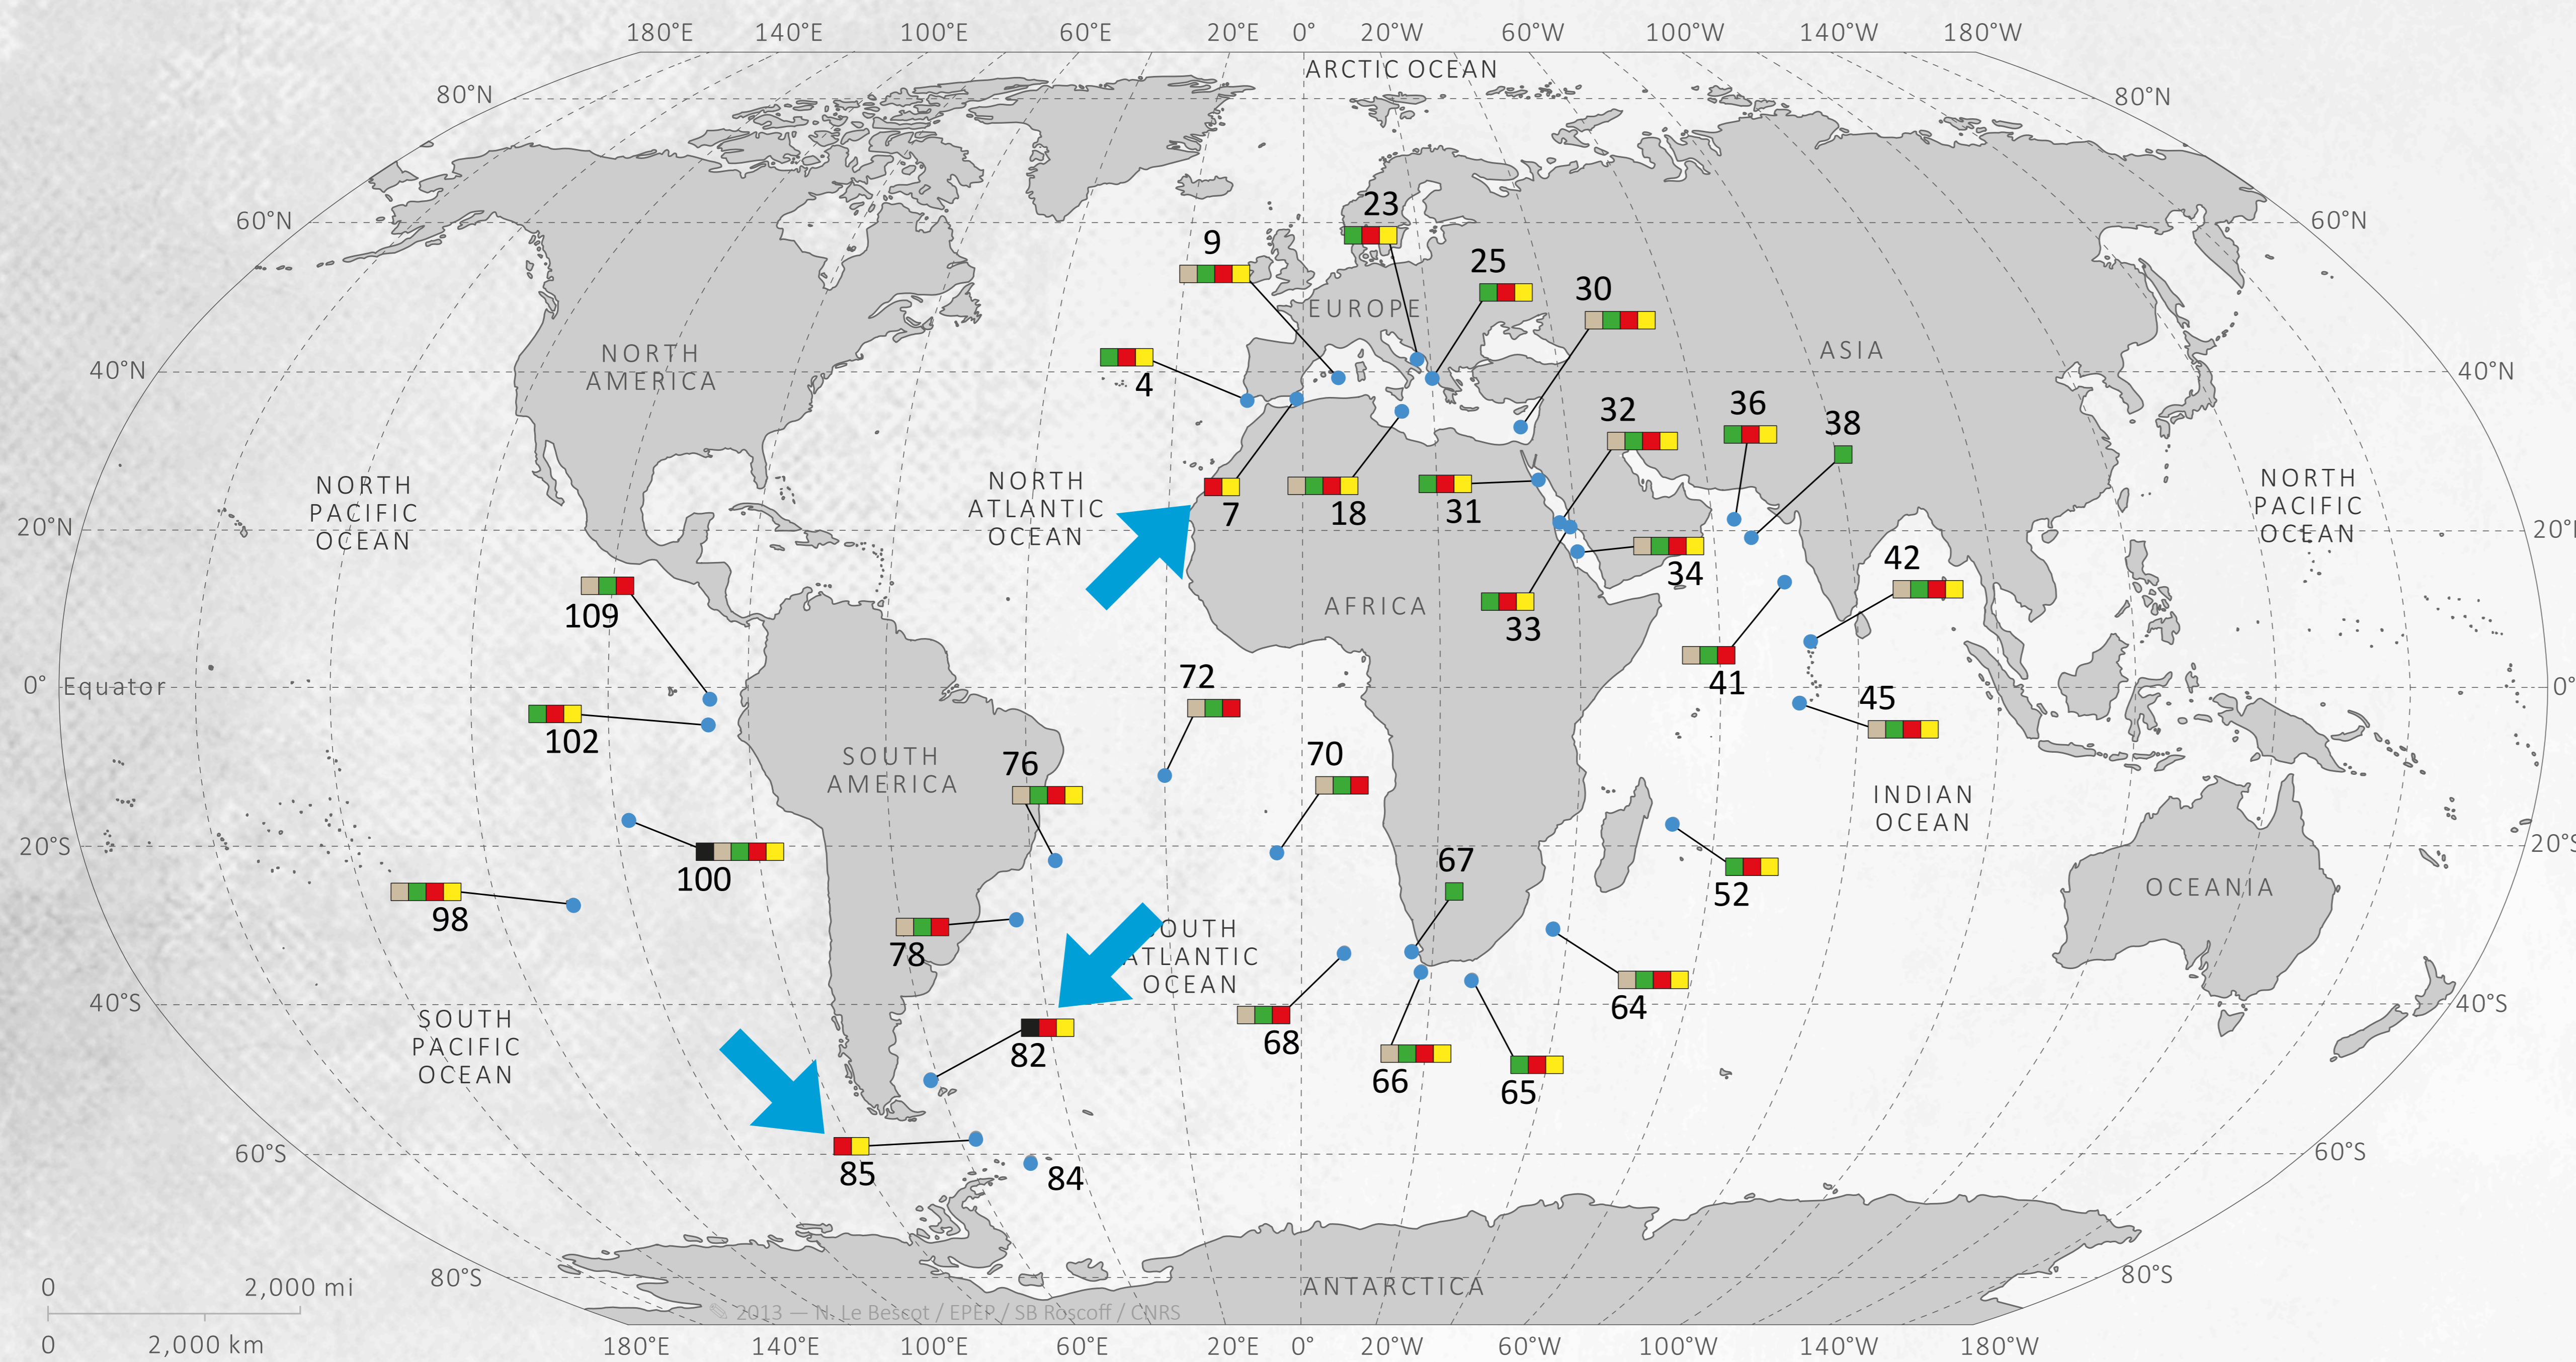 180°E 140°E 100°E 60°E 20°E 0° 20°W 60°W 100°W 140°W 180°W
ARCTIC OCEAN
80°N
80°N
60°N
60°N
23
9
25
30
EUROPE
NORTH
AMERICA
ASIA
40°N
40°N
4
32
36
38
NORTH
PACIFIC
OCEAN
NORTH
ATLANTIC
OCEAN
NORTH
PACIFIC
OCEAN
7
18
31
20°N
20°
34
42
109
AFRICA
33
41
72
0° Equator
0°
45
102
SOUTH
AMERICA
76
70
INDIAN
OCEAN
20°S
20°S
100
67
52
OCEANIA
98
78
OUTH
ATLANTIC
OCEAN
40°S
40°S
64
SOUTH
PACIFIC
OCEAN
82
68
66
65
60°S
60°S
85
84
80°S
80°S
ANTARCTICA
0 2,000 mi
0 2,000 km
2013 — N. Le Bescot / EPEP / SB Roscoff / CNRS
180°E 140°E 100°E 60°E 20°E 0° 20°W 60°W 100°W 140°W 180°W